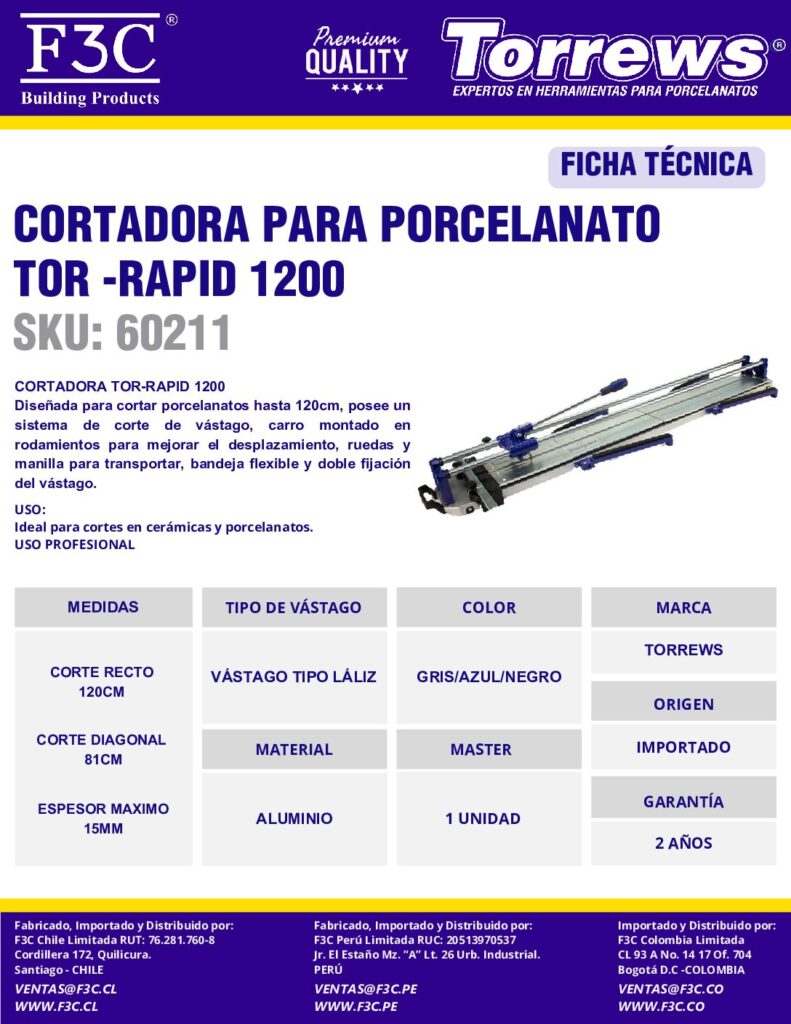 F3C®
Building Products
Premium
QUALITY
Torrews®
EXPERTOS EN HERRAMIENTAS PARA PORCELANATOS
FICHA TÉCNICA
CORTADORA PARA PORCELANATO
TOR -RAPID 1200
SKU: 60211
CORTADORA TOR-RAPID 1200
Diseñada para cortar porcelanatos hasta 120cm, posee un
sistema de corte de vástago, carro montado en
rodamientos para mejorar el desplazamiento, ruedas y
manilla para transportar, bandeja flexible y doble fijación
del vástago.
USO:
Ideal para cortes en cerámicas y porcelanatos.
USO PROFESIONAL
MEDIDAS
CORTE RECTO
120CM
CORTE DIAGONAL
81CM
ESPESOR MAXIMO
15MM
TIPO DE VÁSTAGO
VÁSTAGO TIPO LÁLIZ
MATERIAL
ALUMINIO
COLOR
GRIS/AZUL/NEGRO
MASTER
1 UNIDAD
MARCA
TORREWS
ORIGEN
IMPORTADO
GARANTÍA
2 AÑOS
Fabricado, Importado y Distribuido por:
F3C Chile Limitada RUT: 76.281.760-8
Cordillera 172, Quilicura.
Santiago - CHILE
VENTAS@F3C.CL
WWW.F3C.CL
Fabricado, Importado y Distribuido por:
F3C Perú Limitada RUC: 20513970537
Jr. El Estaño Mz. “A” Lt. 26 Urb. Industrial.
PERÚ
VENTAS@F3C.PE
WWW.F3C.PE
Importado y Distribuido por:
F3C Colombia Limitada
CL 93 A No. 14 17 Of. 704
Bogotá D.C -COLOMBIA
VENTAS@F3C.CO
WWW.F3C.CO